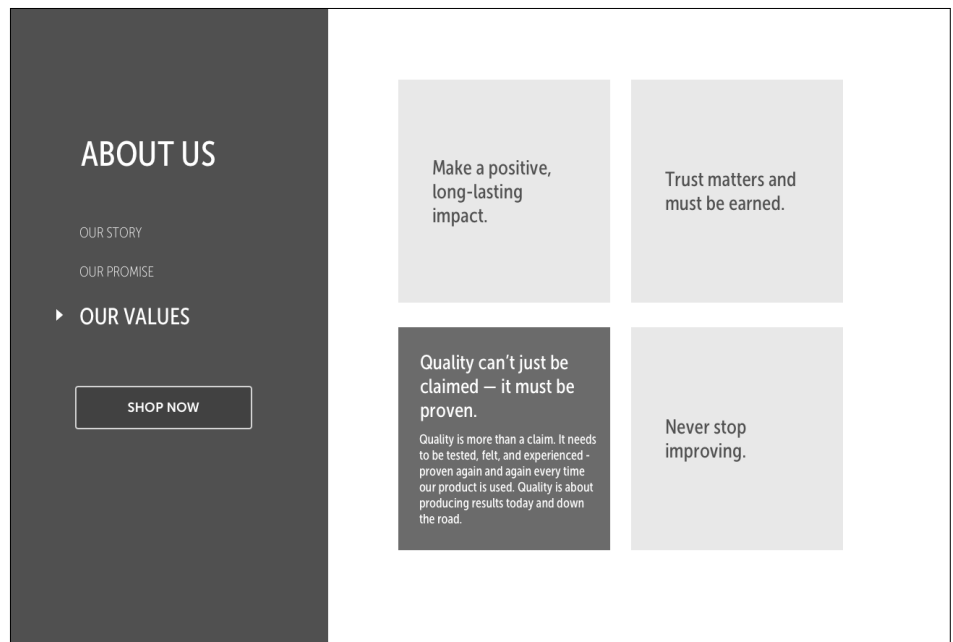 ABOUT US
OUR STORY
OUR PROMISE
OUR VALUES
SHOP NOW
Make a positive,
long-lasting
impact.
Trust matters and
must be earned.
Quality can’t just be
claimed — it must be
proven.
Quality is more than a claim. It needs
to be tested, felt, and experienced -
proven again and again every time
our product is used. Quality is about
producing results today and down
the road.
Never stop
improving.